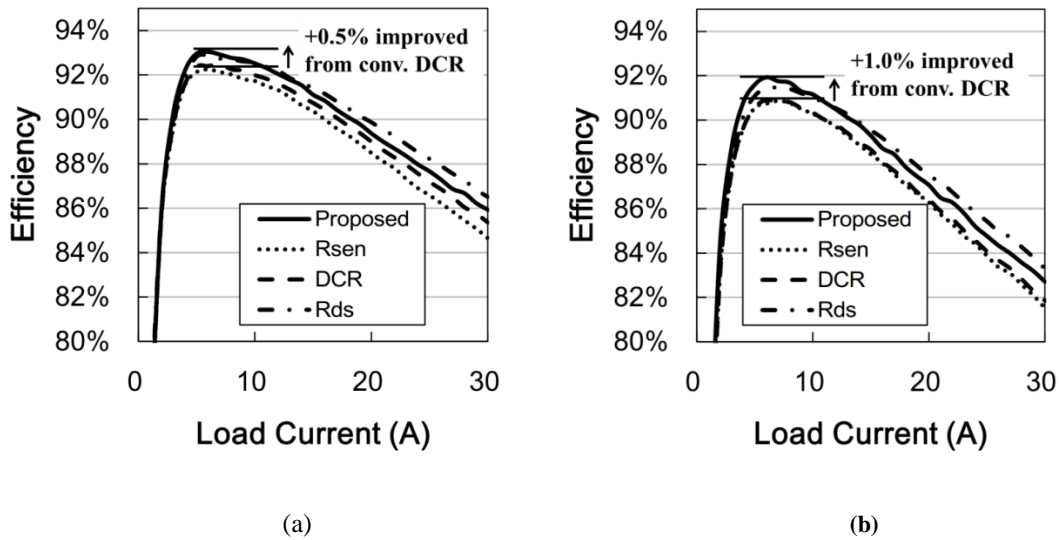 94%
92%
90%
88%
86%
84%
82%
80%
Efficiency
+0.5% improved
from conv. DCR
Proposed
Rsen
DCR
Rds
0 10 20 30
Load Current (A)
(a)
94%
92%
90%
88%
86%
84%
82%
80%
Efficiency
+1.0% improved
from conv. DCR
Proposed
Rsen
DCR
Rds
0 10 20 30
Load Current (A)
(b)